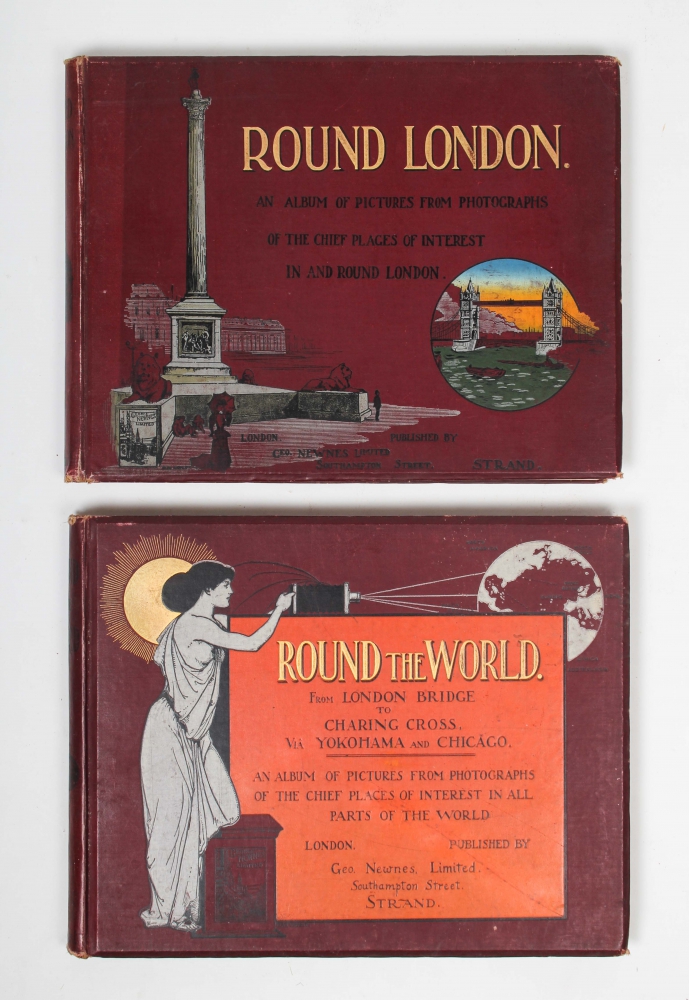 ROUND LONDON.
AN ALBUM OF PICTURES FROM PHOTOGRAPHS
OF THE CHIEF PLACES OF INTEREST
IN AND ROUND LONDON.
LONDON. PUBLISHED BY
GEO. NEWNES LIMITED
SOUTHAMPTON STREET. STRAND.
ROUND THE WORLD.
FROM LONDON BRIDGE
TO
CHARING CROSS.
VIA YOKOHAMA AND CHICAGO.
AN ALBUM OF PICTURES FROM PHOTOGRAPHS
OF THE CHIEF PLACES OF INTEREST IN ALL
PARTS OF THE WORLD
LONDON. PUBLISHED BY
Geo. Newnes, Limited.
Southampton Street.
STRAND.